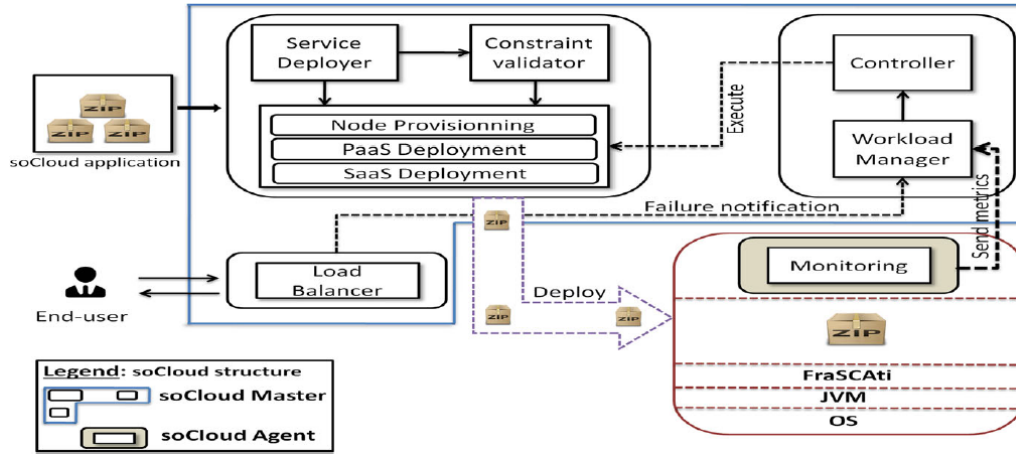 Service
Deployer
Constraint
validator
Controller
ZIP
ZIP
ZIP
soCloud application
Node Provisionning
PaaS Deployment
SaaS Deployment
Execute
Workload
Manager
Failure notification
Send metrics
ZIP
Load
Balancer
End-user
Monitoring
Deploy
ZIP
ZIP
ZIP
FraSCAti
JVM
OS
Legend: soCloud structure
soCloud Master
soCloud Agent